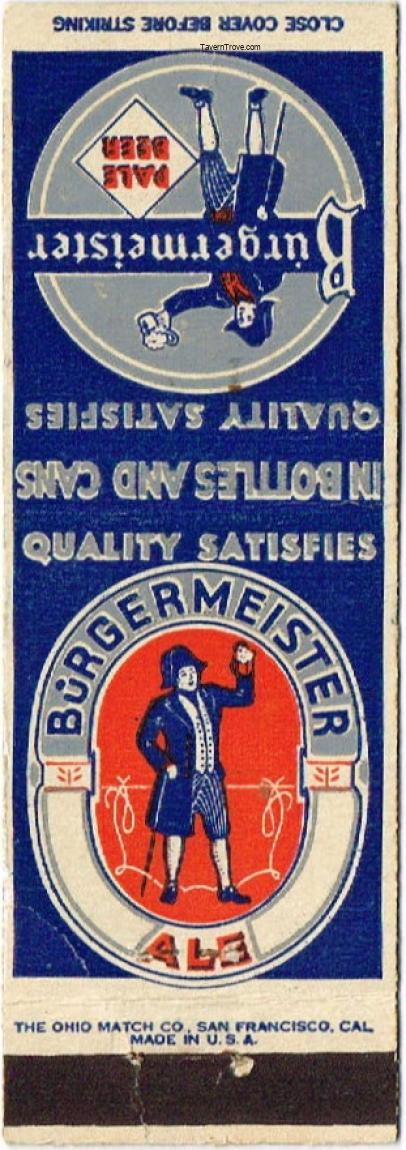 CLOSE COVER BEFORE STRIKING
TavernTrove.com
PALE
BEER
Bürgermeister
QUALITY SATISFIES
IN BOTTLES AND CANS
QUALITY SATISFIES
BÜRGERMEISTER
ALE
THE OHIO MATCH CO., SAN FRANCISCO, CAL.
MADE IN U.S.A.